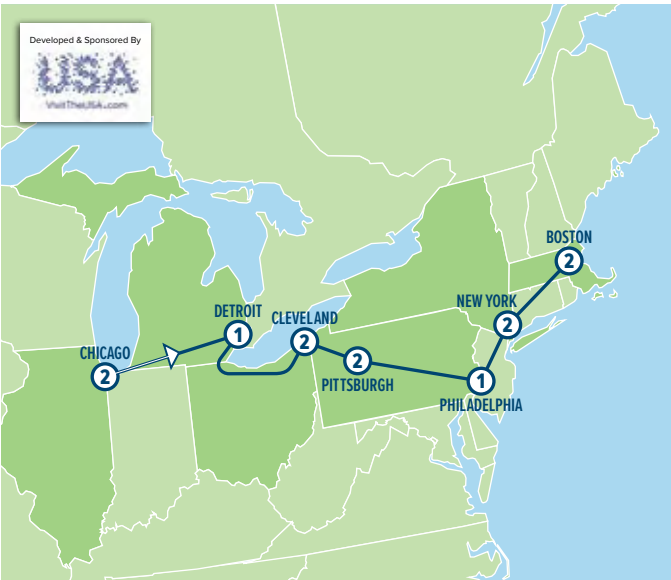 Developed & Sponsored By
USA
VisitTheUSA.com
BOSTON
2
NEW YORK
2
DETROIT
1
CLEVELAND
2
CHICAGO
2
2
PITTSBURGH
1
PHILADELPHIA